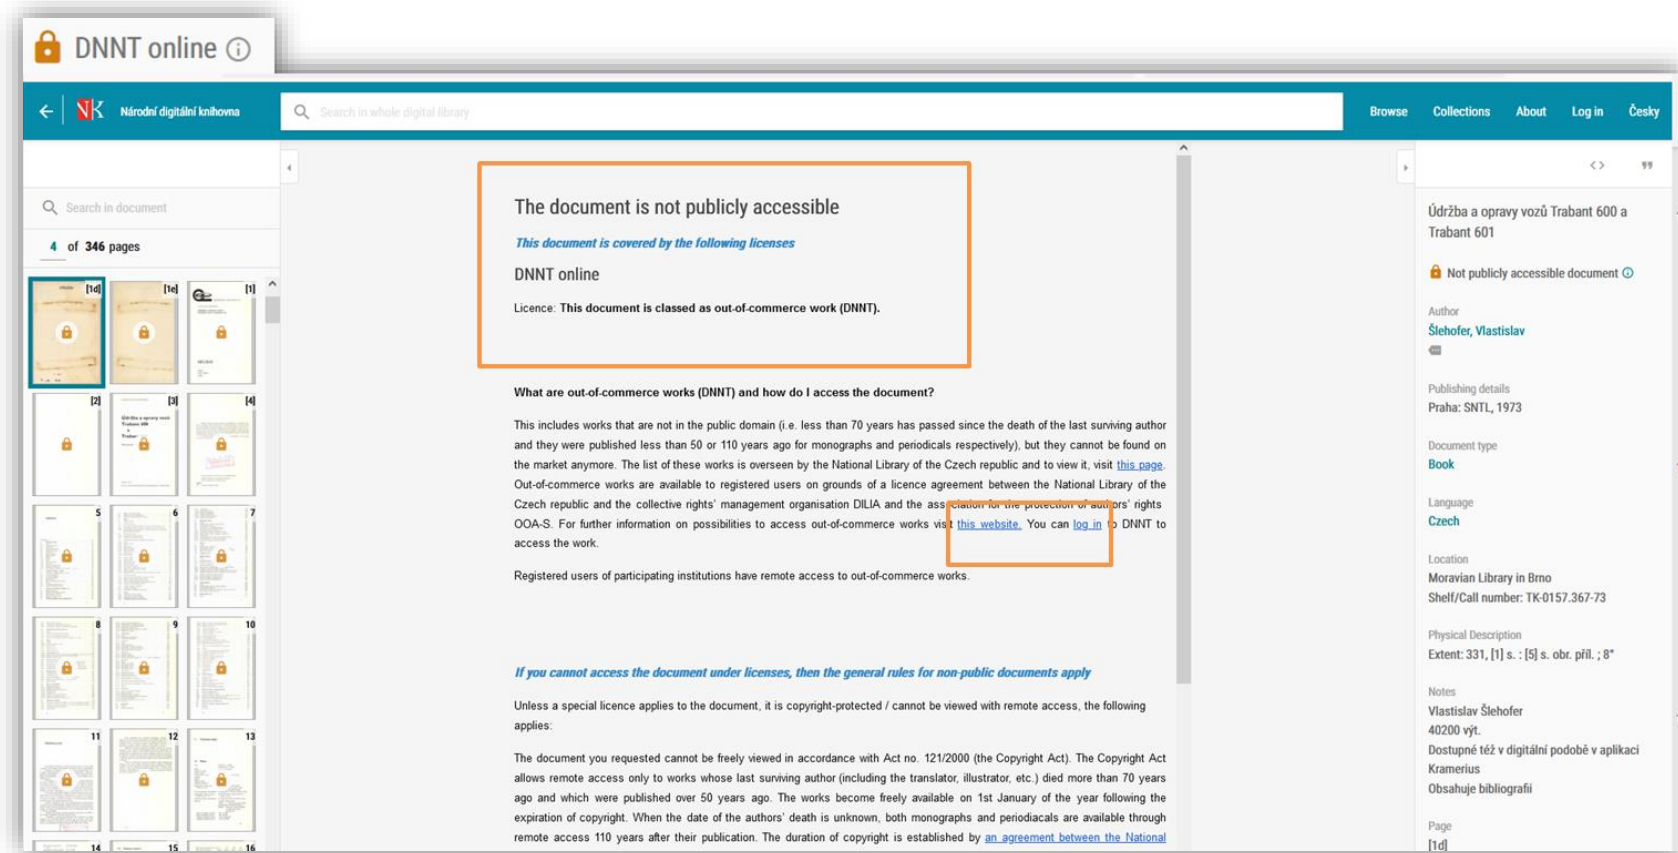 DNNT online
NK Národní digitální knihovna
Search in whole digital library
Browse Collections About Log in Česky
Search in document
4 of 346 pages
[1d] [1e] [1]
[2] [3] [4]
Údržba a opravy vozů
Trabant 600
a
5 6 7
8 9 10
11 12 13
14 15 16
The document is not publicly accessible
This document is covered by the following licenses
DNNT online
Licence: This document is classed as out-of-commerce work (DNNT).
What are out-of-commerce works (DNNT) and how do I access the document?
This includes works that are not in the public domain (i.e. less than 70 years has passed since the death of the last surviving author
and they were published less than 50 or 110 years ago for monographs and periodicals respectively), but they cannot be found on
the market anymore. The list of these works is overseen by the National Library of the Czech republic and to view it, visit this page.
Out-of-commerce works are available to registered users on grounds of a licence agreement between the National Library of the
Czech republic and the collective rights' management organisation DILIA and the association for the protection of authors' rights
OOA-S. For further information on possibilities to access out-of-commerce works visit this website. You can log in to DNNT to
access the work.
Registered users of participating institutions have remote access to out-of-commerce works.
If you cannot access the document under licenses, then the general rules for non-public documents apply
Unless a special licence applies to the document, it is copyright-protected / cannot be viewed with remote access, the following
applies:
The document you requested cannot be freely viewed in accordance with Act no. 121/2000 (the Copyright Act). The Copyright Act
allows remote access only to works whose last surviving author (including the translator, illustrator, etc.) died more than 70 years
ago and which were published over 50 years ago. The works become freely available on 1st January of the year following the
expiration of copyright. When the date of the authors' death is unknown, both monographs and periodiacals are available through
remote access 110 years after their publication. The duration of copyright is established by an agreement between the National
Údržba a opravy vozů Trabant 600 a
Trabant 601
Not publicly accessible document
Author
Šlehofer, Vlastislav
Publishing details
Praha: SNTL, 1973
Document type
Book
Language
Czech
Location
Moravian Library in Brno
Shelf/Call number: TK-0157.367-73
Physical Description
Extent: 331, [1] s. : [5] s. obr. příl. ; 8°
Notes
Vlastislav Šlehofer
40200 výt.
Dostupné též v digitální podobě v aplikaci
Kramerius
Obsahuje bibliografii
Page
[1d]